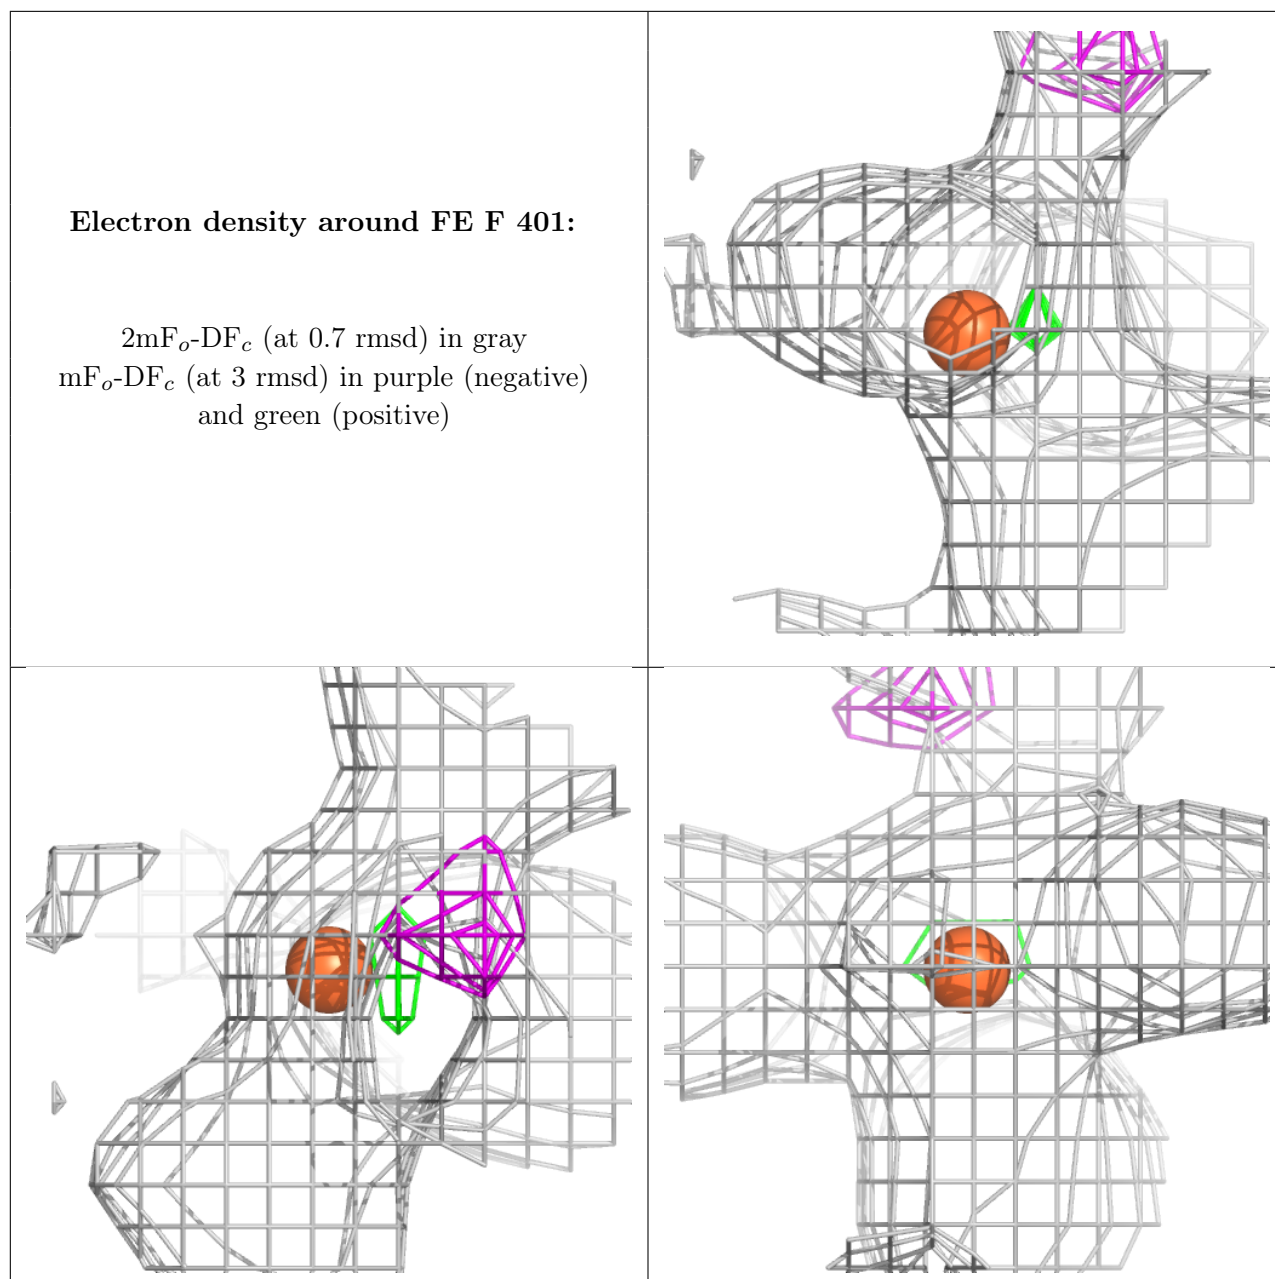 Electron density around FE F 401:
2mFo-DFc (at 0.7 rmsd) in gray
mFo-DFc (at 3 rmsd) in purple (negative)
and green (positive)